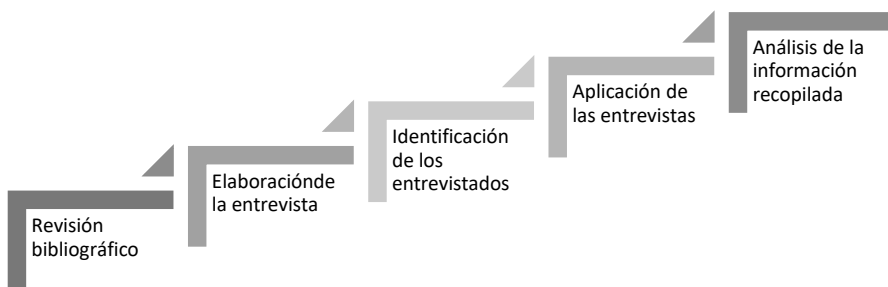 Revisión
bibliográfico
Elaboraciónde
la entrevista
Identificación
de los
entrevistados
Aplicación de
las entrevistas
Análisis de la
información
recopilada